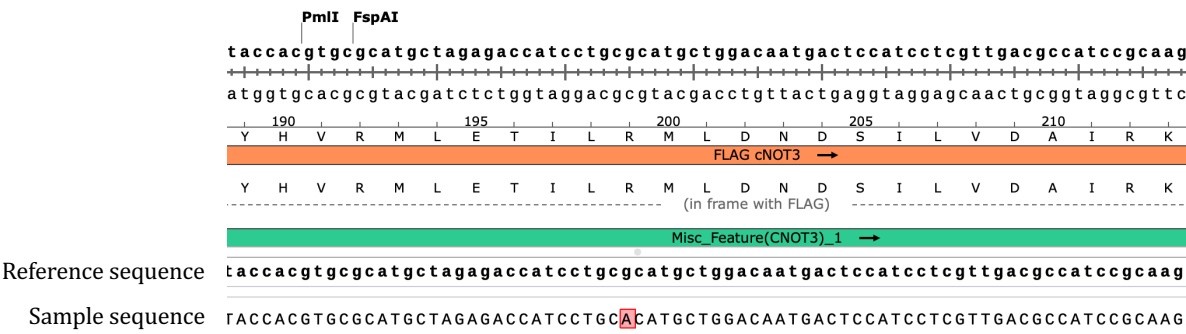 PmlI FspAI
taccacgtgcgcatgctagagaccatcctgcgcatgctggacaatgactccatcctcgttgacgccatccgcaag
atggtgcacgcgtacgatctctggtaggacgcgtacgacctgttactgaggtaggagcaactgcggtaggcgttc
190 195 200 205 210
Y H V R M L E T I L R M L D N D S I L V D A I R K
FLAG cNOT3
Y H V R M L E T I L R M L D N D S I L V D A I R K
(in frame with FLAG)
Misc_Feature(CNOT3)_1
Reference sequence taccacgtgcgcatgctagagaccatcctgcgcatgctggacaatgactccatcctcgttgacgccatccgcaag
Sample sequence TACCACGTGCGCATGCTAGAGACCATCCTGCACATGCTGGACAATGACTCCATCCTCGTTGACGCCATCCGCAAG